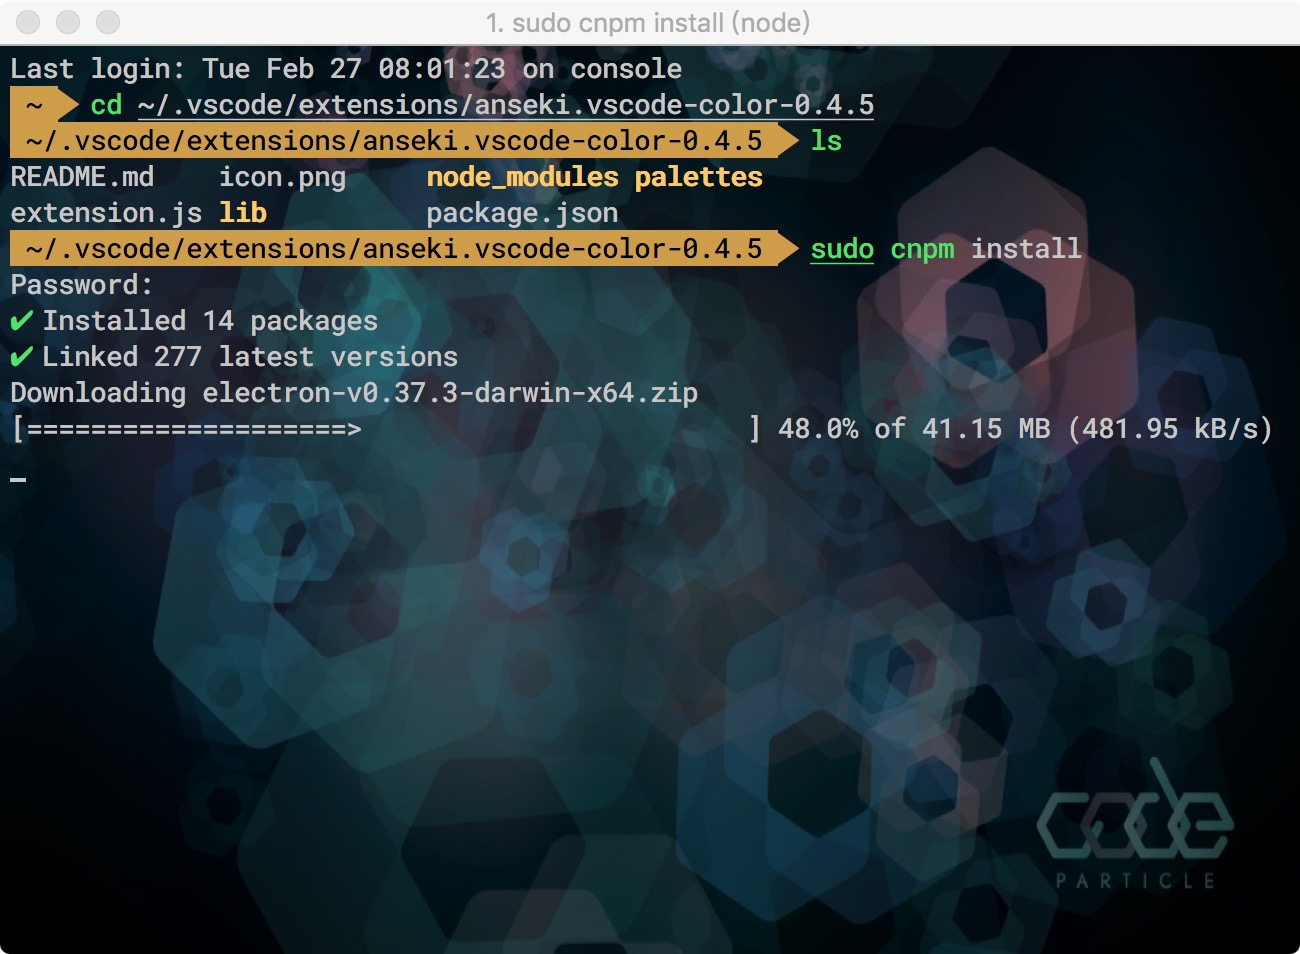 1. sudo cnpm install (node)
Last login: Tue Feb 27 08:01:23 on console
~ cd ~/.vscode/extensions/anseki.vscode-color-0.4.5
~/.vscode/extensions/anseki.vscode-color-0.4.5 ls
README.md icon.png node_modules palettes
extension.js lib package.json
~/.vscode/extensions/anseki.vscode-color-0.4.5 sudo cnpm install
Password:
✔ Installed 14 packages
✔ Linked 277 latest versions
Downloading electron-v0.37.3-darwin-x64.zip
[====================> ] 48.0% of 41.15 MB (481.95 kB/s)
code
PARTICLE